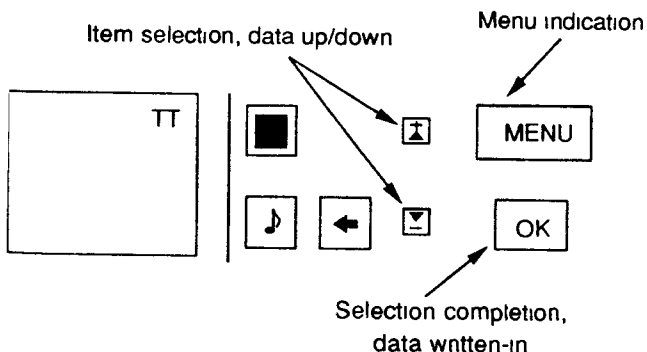 Menu indication
Item selection, data up/down
TT
MENU
OK
Selection completion,
data written-in